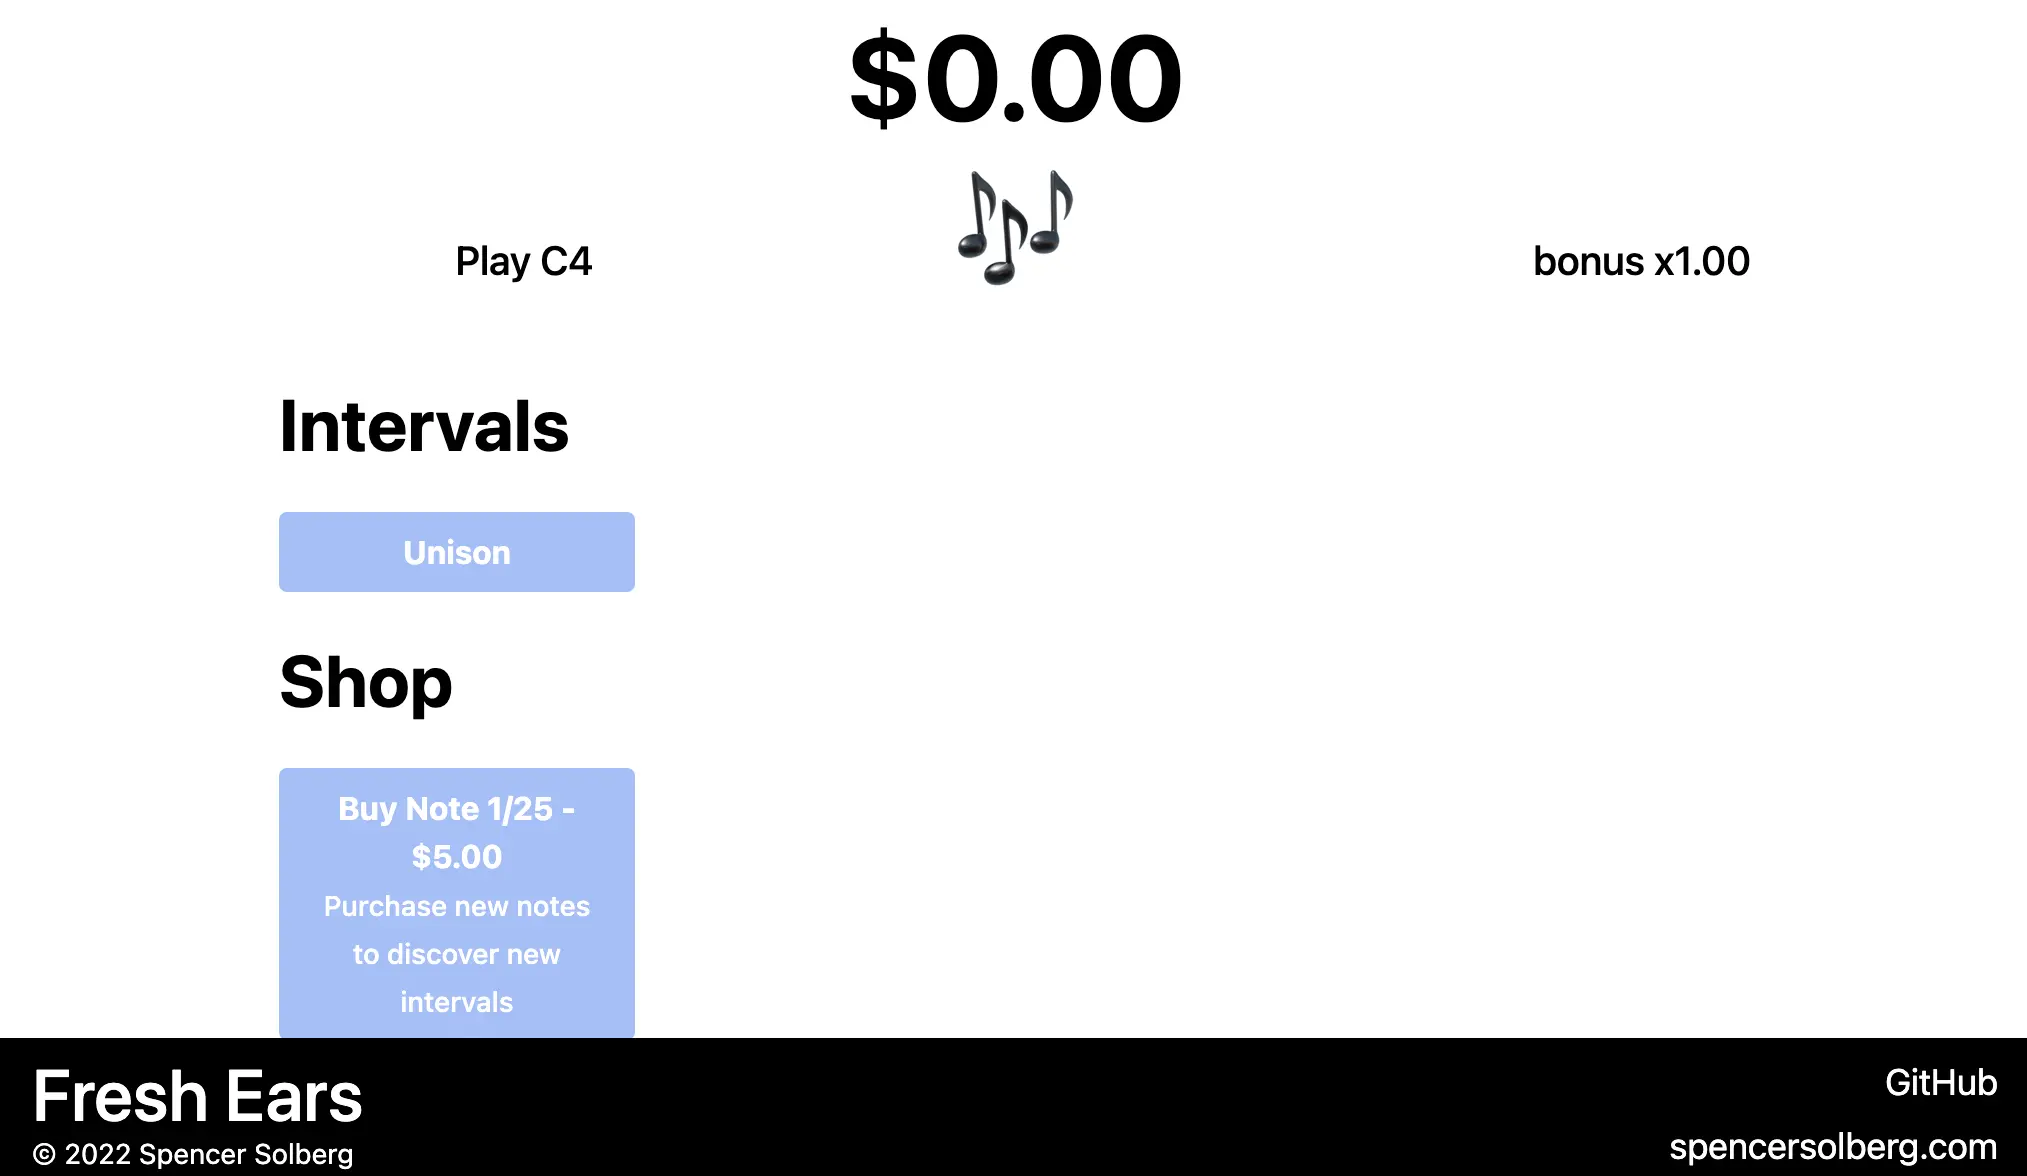 $0.00
Play C4
bonus x1.00
Intervals
Unison
Shop
Buy Note 1/25 -
$5.00
Purchase new notes
to discover new
intervals
Fresh Ears
© 2022 Spencer Solberg
GitHub
spencersolberg.com